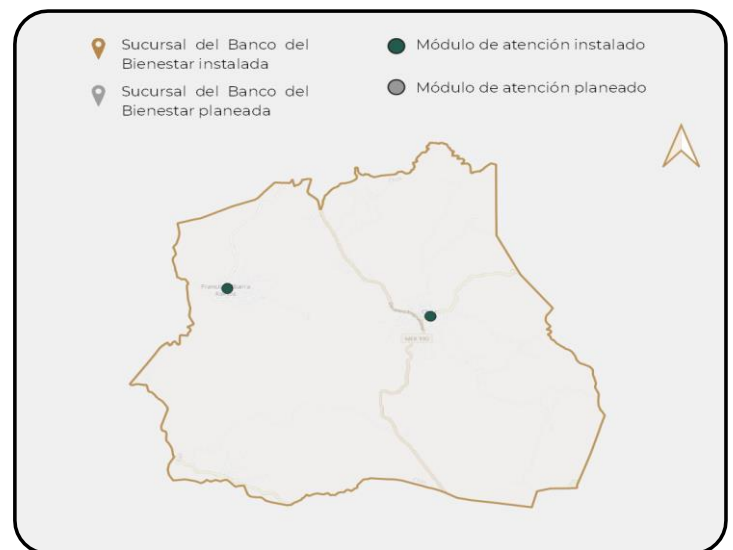 Sucursal del Banco del
Bienestar instalada
Sucursal del Banco del
Bienestar planeada
Módulo de atención instalado
Módulo de atención planeado